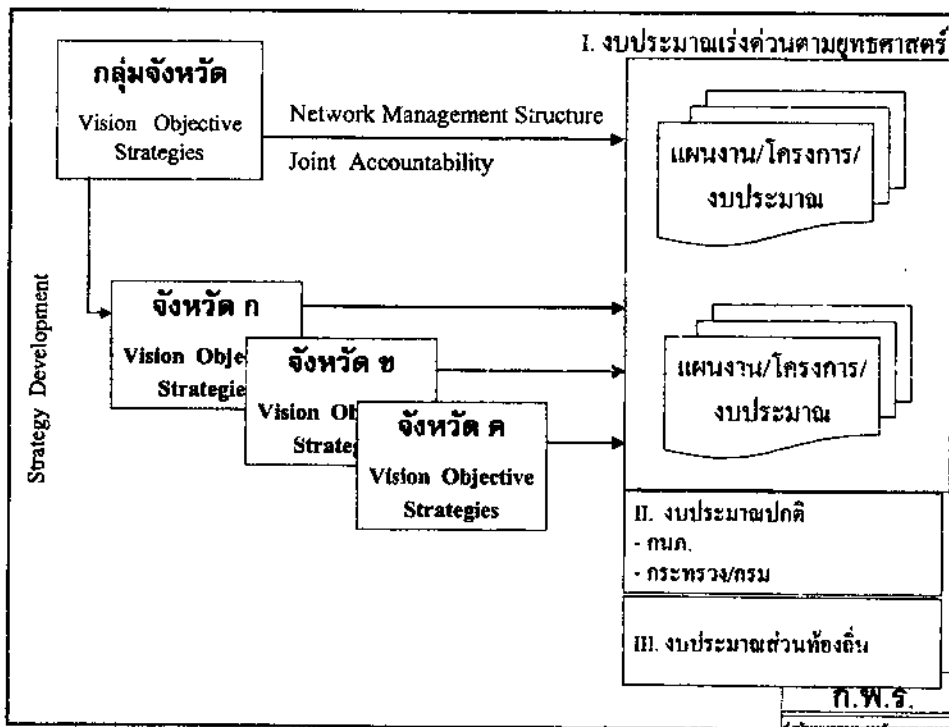 I. งบประมาณเร่งด่วนตามยุทธศาสตร์
กลุ่มจังหวัด
Vision Objective
Strategies
Network Management Structure
Joint Accountability
แผนงาน/โครงการ/
งบประมาณ
Strategy Development
จังหวัด ก
Vision Obje
Strategie
จังหวัด ข
Vision Ob
Strateg
จังหวัด ค
Vision Objective
Strategies
แผนงาน/โครงการ/
งบประมาณ
II. งบประมาณปกติ
- กนภ.
- กระทรวง/กรม
III. งบประมาณส่วนท้องถิ่น
ก.พ.ร.